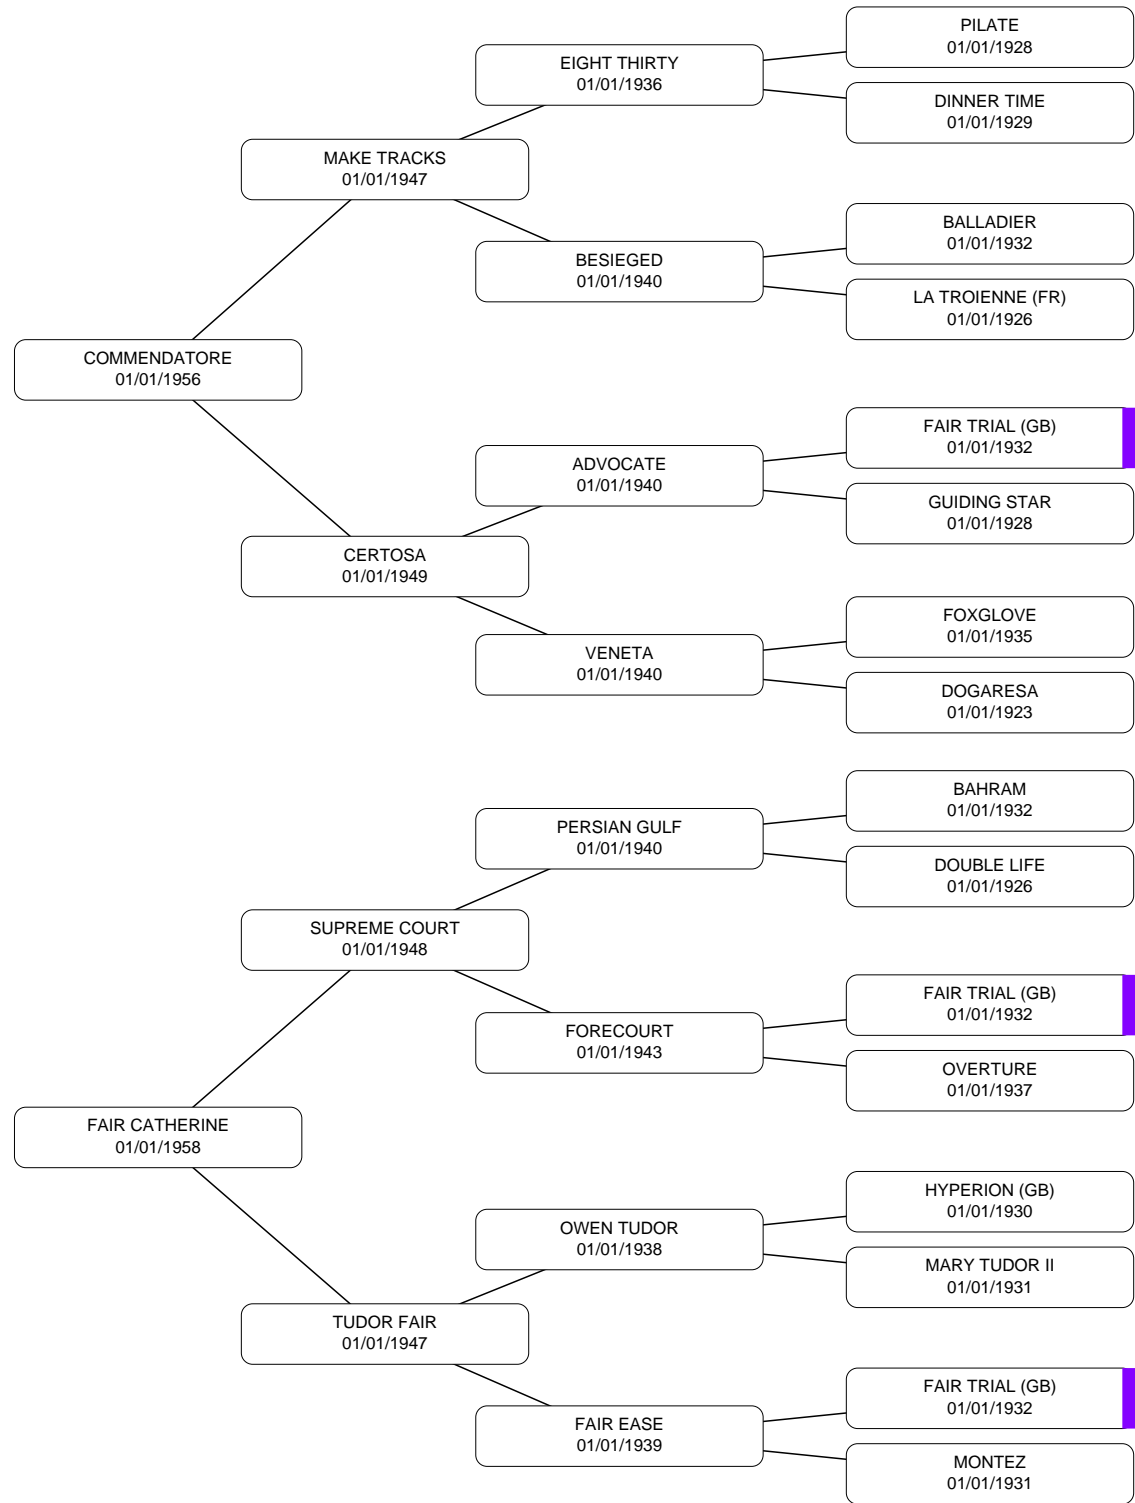 PILATE
01/01/1928
EIGHT THIRTY
01/01/1936
DINNER TIME
01/01/1929
MAKE TRACKS
01/01/1947
BALLADIER
01/01/1932
BESIEGED
01/01/1940
LA TROIENNE (FR)
01/01/1926
COMMENDATORE
01/01/1956
FAIR TRIAL (GB)
01/01/1932
ADVOCATE
01/01/1940
GUIDING STAR
01/01/1928
CERTOSA
01/01/1949
FOXGLOVE
01/01/1935
VENETA
01/01/1940
DOGARESA
01/01/1923
BAHRAM
01/01/1932
PERSIAN GULF
01/01/1940
DOUBLE LIFE
01/01/1926
SUPREME COURT
01/01/1948
FAIR TRIAL (GB)
01/01/1932
FORECOURT
01/01/1943
OVERTURE
01/01/1937
FAIR CATHERINE
01/01/1958
HYPERION (GB)
01/01/1930
OWEN TUDOR
01/01/1938
MARY TUDOR II
01/01/1931
TUDOR FAIR
01/01/1947
FAIR TRIAL (GB)
01/01/1932
FAIR EASE
01/01/1939
MONTEZ
01/01/1931